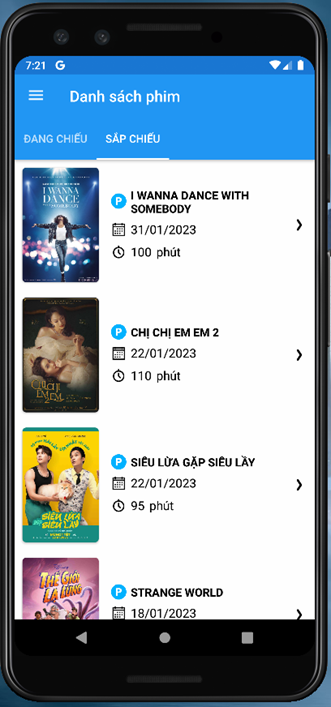 7:21 G
Danh sách phim
ĐANG CHIẾU SẮP CHIẾU
I WANNA
DANCE
P I WANNA DANCE WITH
SOMEBODY
31/01/2023
100 phút
CHỊ CHỊ
EM EM 2
P CHỊ CHỊ EM EM 2
22/01/2023
110 phút
SIÊU LỪA
GẶP
SIÊU LẦY
P SIÊU LỪA GẶP SIÊU LẦY
22/01/2023
95 phút
THẾ GIỚI
LẠ LÙNG
P STRANGE WORLD
18/01/2023